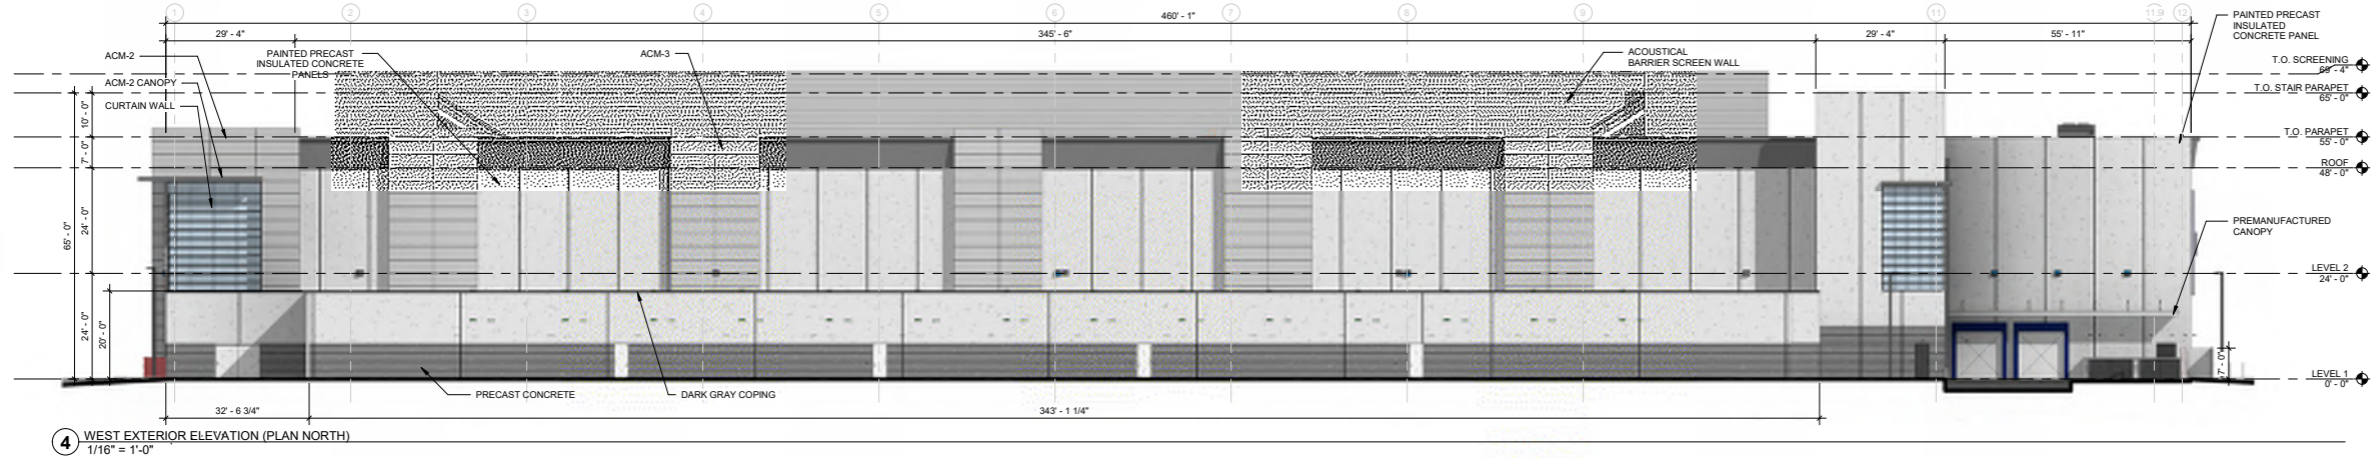 1 2 3 4 5 6 7 8 9 11 11.9 12
460' - 1"
29' - 4" 345' - 6" 29' - 4" 55' - 11"
ACM-2
ACM-2 CANOPY
CURTAIN WALL
PAINTED PRECAST
INSULATED CONCRETE
PANELS
ACM-3
ACOUSTICAL
BARRIER SCREEN WALL
PAINTED PRECAST
INSULATED
CONCRETE PANEL
T.O. SCREENING
69' - 4"
T.O. STAIR PARAPET
65' - 0"
T.O. PARAPET
55' - 0"
ROOF
48' - 0"
PREMANUFACTURED
CANOPY
LEVEL 2
24' - 0"
LEVEL 1
0' - 0"
10' - 0"
7' - 0"
24' - 0"
65' - 0"
24' - 0"
20' - 0"
7' - 0"
PRECAST CONCRETE
DARK GRAY COPING
32' - 6 3/4" 343' - 1 1/4"
4 WEST EXTERIOR ELEVATION (PLAN NORTH)
1/16" = 1'-0"